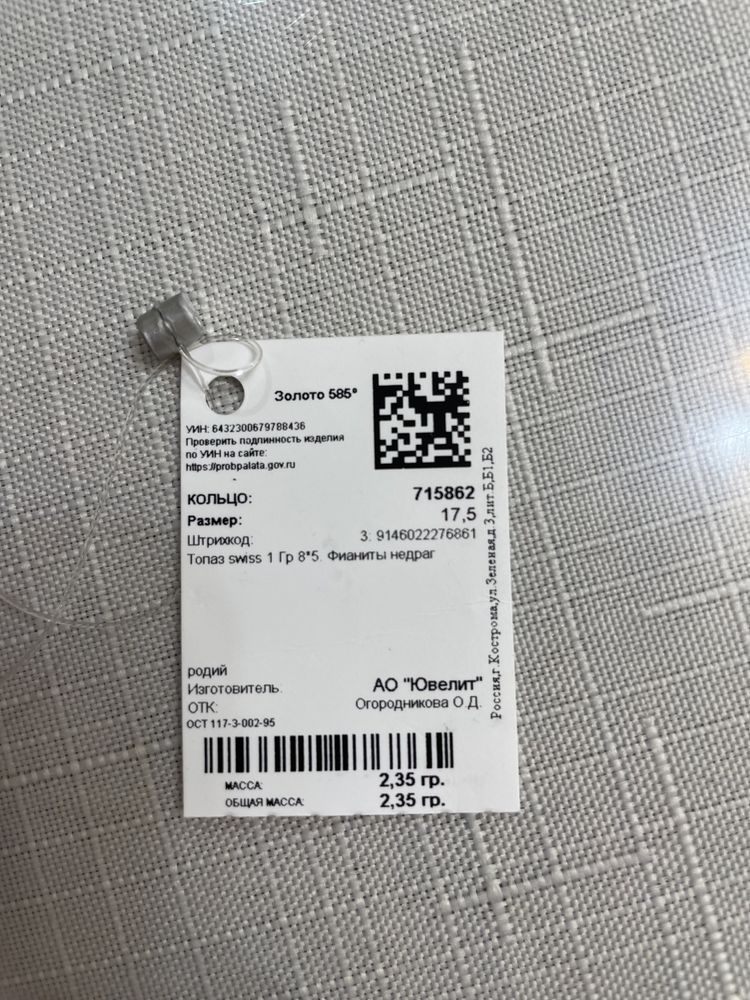 Золото 585°
УИН: 6432300679788436
Проверить подлинность изделия
по УИН на сайте:
https://probpalata.gov.ru
-
КОЛЬЦО: 715862
Размер: 17,5
Штрихкод: 3: 9146022276861
Топаз swiss 1 Гр 8*5. Фианиты недраг
родий
Изготовитель: АО "Ювелит"
ОТК: Огородникова О.Д.
ОСТ 117-3-002-95
МАССА: 2,35 гр.
ОБЩАЯ МАССА: 2,35 гр.
Россия,г.Кострома,ул.Зеленая,д.3,лит.Б,Б1,Б2